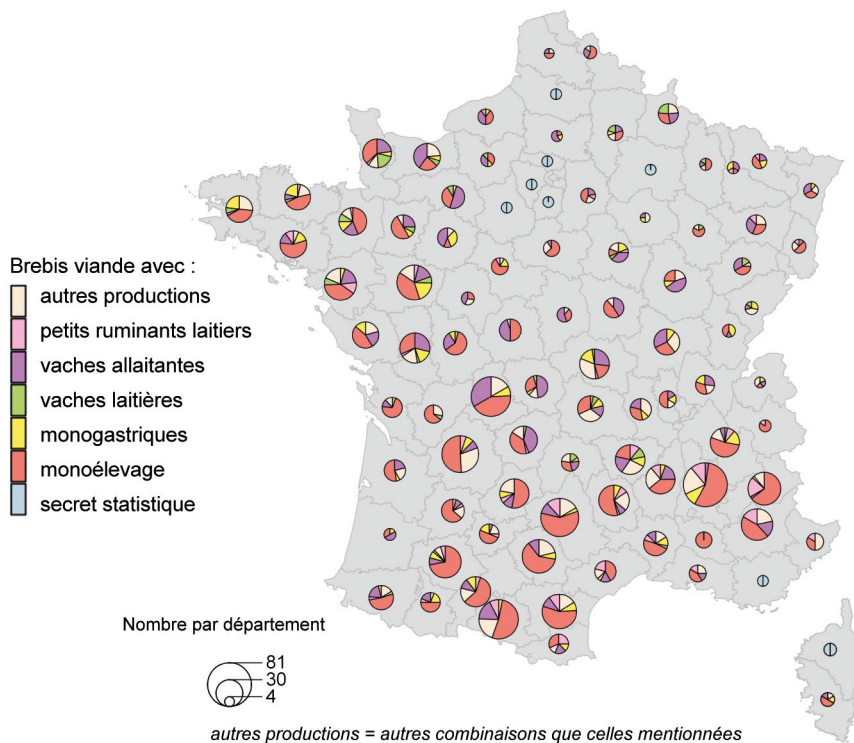 Brebis viande avec :
autres productions
petits ruminants laitiers
vaches allaitantes
vaches laitières
monogastriques
monoélevage
secret statistique
Nombre par département
81
30
4
autres productions = autres combinaisons que celles mentionnées